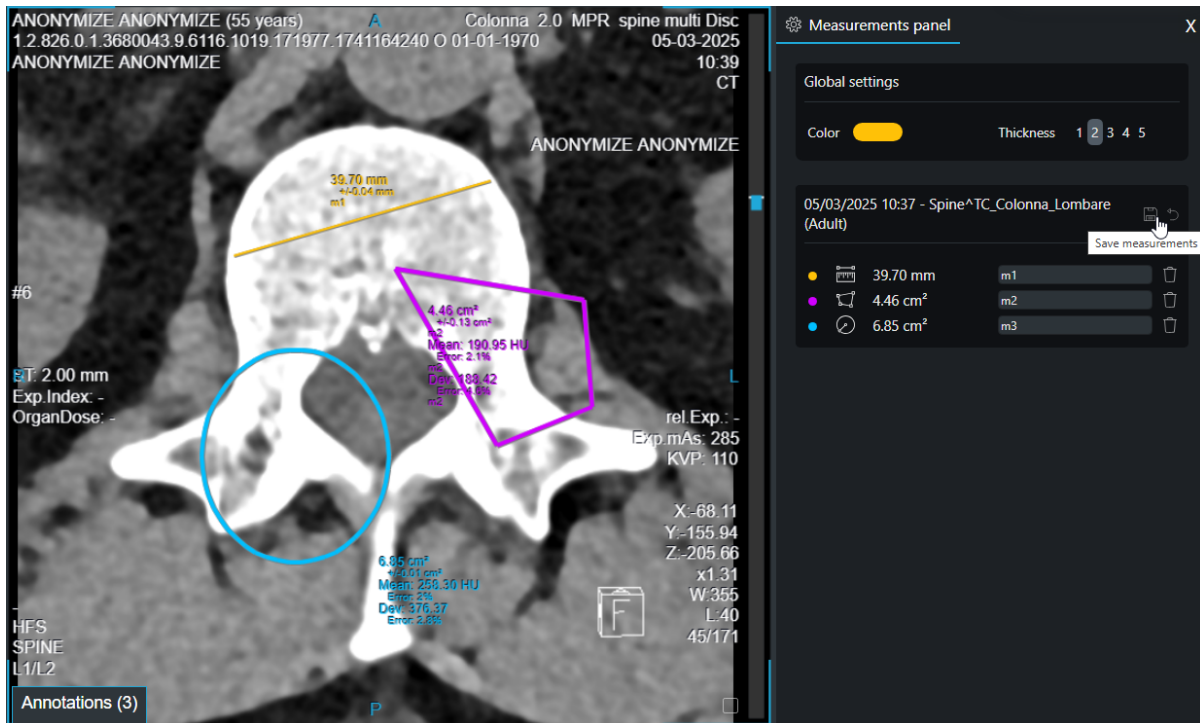 ANONYMIZE ANONYMIZE (55 years)
1.2.826.0.1.3680043.9.6116.1019.171977.1741164240 O 01-01-1970
ANONYMIZE ANONYMIZE
A
Colonna 2.0 MPR spine multi Disc
05-03-2025
10:39
CT
ANONYMIZE ANONYMIZE
39.70 mm
+/-0.04 mm
m1
#6
4.46 cm²
+/-0.13 cm²
m2
Mean: 190.95 HU
Error: 2.1%
m2
Dev: 188.42
Error: 4.6%
m2
R
L
ET: 2.00 mm
Exp.Index: -
OrganDose: -
rel.Exp.: -
Exp.mAs: 285
KVP: 110
X:-68.11
Y:-155.94
Z:-205.66
x1.31
W:355
L:40
45/171
6.85 cm²
+/-0.01 cm²
Mean: 258.30 HU
Error: 2%
Dev: 376.37
Error: 2.8%
F
-
HFS
SPINE
L1/L2
Annotations (3)
P
Measurements panel
X
Global settings
Color
Thickness 1 2 3 4 5
05/03/2025 10:37 - Spine^TC_Colonna_Lombare
(Adult)
Save measurements
39.70 mm m1
4.46 cm² m2
6.85 cm² m3